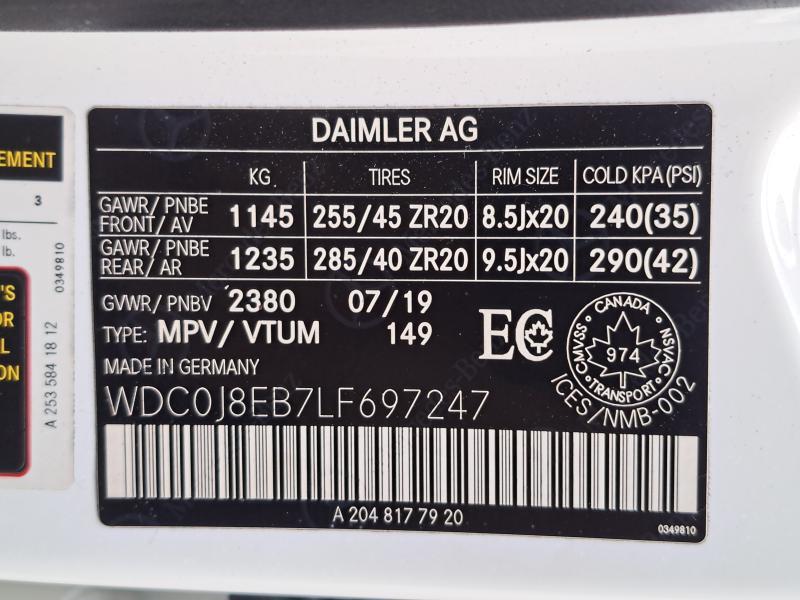 DAIMLER AG
KG TIRES RIM SIZE COLD KPA (PSI)
GAWR/ PNBE FRONT/ AV 1145 255/45 ZR20 8.5Jx20 240(35)
GAWR/ PNBE REAR/ AR 1235 285/40 ZR20 9.5Jx20 290(42)
GVWR/ PNBV 2380 07/19
TYPE: MPV/ VTUM 149
EC
CANADA
CMVSS 974 NSVAC
TRANSPORT
ICES/NMB-002
MADE IN GERMANY
WDC0J8EB7LF697247
A 204 817 79 20
0349810
EMENT
3
lbs.
lb.
0349810
'S
OR
L
ON
A 253 584 18 12